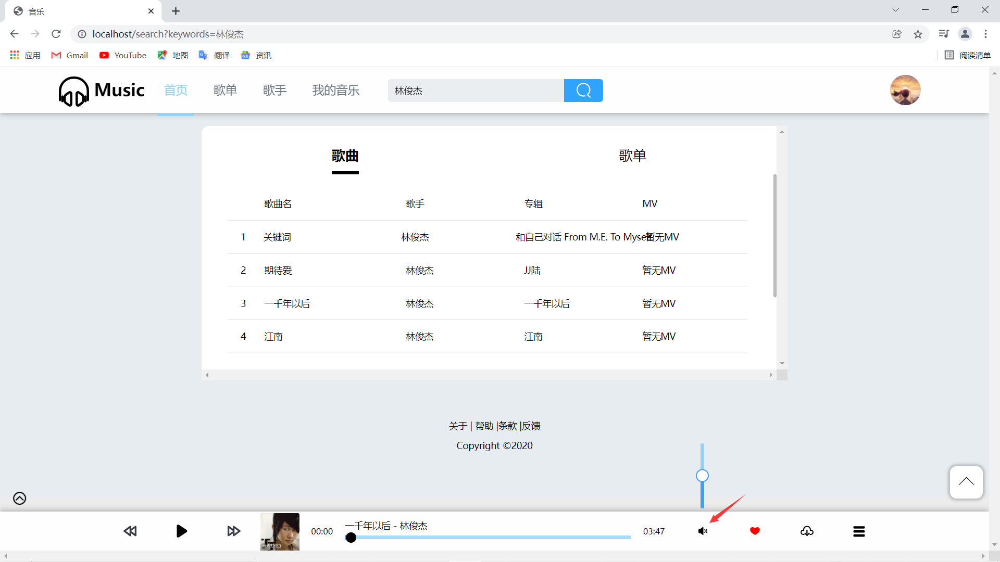 音乐
localhost/search?keywords=林俊杰
应用 Gmail YouTube 地图 翻译 资讯 阅读清单
Music 首页 歌单 歌手 我的音乐 林俊杰
歌曲 歌单
歌曲名 歌手 专辑 MV
1 关键词 林俊杰 和自己对话 From M.E. To Myself 暂无MV
2 期待爱 林俊杰 JJ陆 暂无MV
3 一千年以后 林俊杰 一千年以后 暂无MV
4 江南 林俊杰 江南 暂无MV
关于 | 帮助 |条款 |反馈
Copyright ©2020
一千年以后 - 林俊杰
00:00 03:47